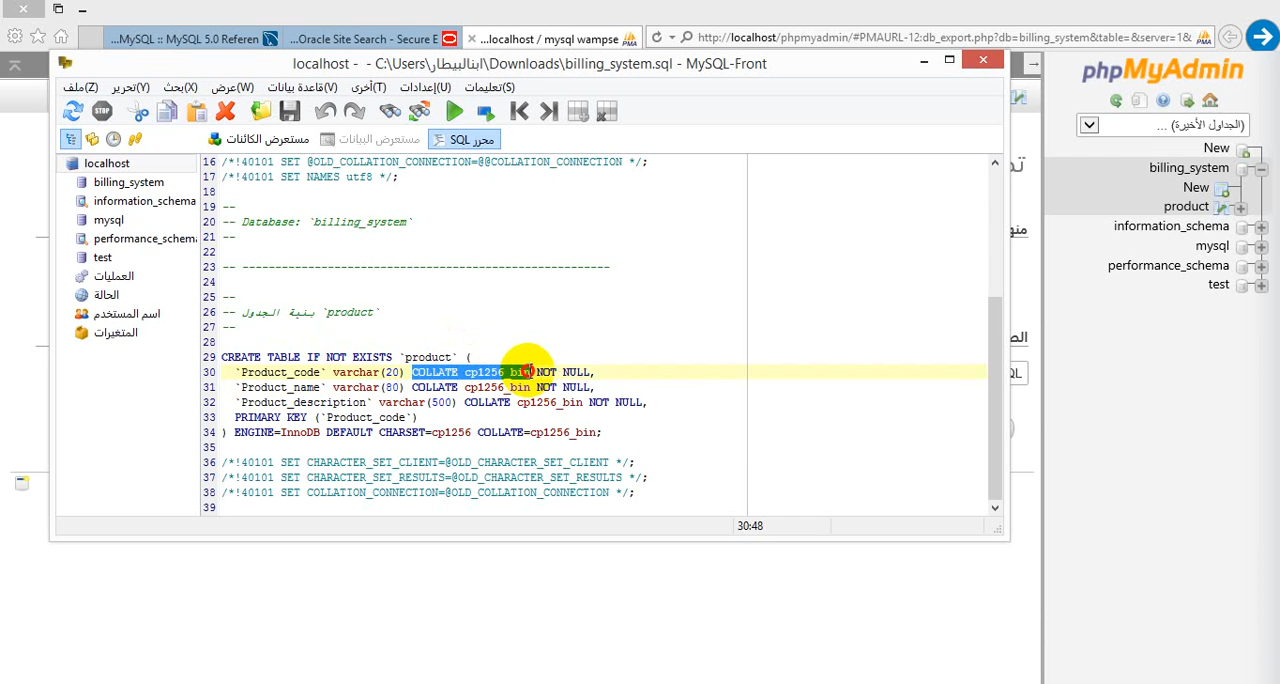 ...MySQL :: MySQL 5.0 Referen
...Oracle Site Search - Secure E
...localhost / mysql wampse
http://localhost/phpmyadmin/#PMAURL-12:db_export.php?db=billing_system&table=&server=1&
localhost - - C:\Users\ابنالبيطار\Downloads\billing_system.sql - MySQL-Front
ملف(Z) تحرير(Y) بحث(X) عرض(W) قاعدة بيانات(V) أخرى(T) إعدادات(U) تعليمات(S)
مستعرض الكائنات مستعرض البيانات محرر SQL
localhost
billing_system
information_schema
mysql
performance_schema
test
العمليات
الحالة
اسم المستخدم
المتغيرات
16 /*!40101 SET @OLD_COLLATION_CONNECTION=@@COLLATION_CONNECTION */;
17 /*!40101 SET NAMES utf8 */;
18
19 --
20 -- Database: `billing_system`
21 --
22
23 -- --------------------------------------------------------
24
25 --
26 -- بنية الجدول `product`
27 --
28
29 CREATE TABLE IF NOT EXISTS `product` (
30 `Product_code` varchar(20) COLLATE cp1256_bin NOT NULL,
31 `Product_name` varchar(80) COLLATE cp1256_bin NOT NULL,
32 `Product_description` varchar(500) COLLATE cp1256_bin NOT NULL,
33 PRIMARY KEY (`Product_code`)
34 ) ENGINE=InnoDB DEFAULT CHARSET=cp1256 COLLATE=cp1256_bin;
35
36 /*!40101 SET CHARACTER_SET_CLIENT=@OLD_CHARACTER_SET_CLIENT */;
37 /*!40101 SET CHARACTER_SET_RESULTS=@OLD_CHARACTER_SET_RESULTS */;
38 /*!40101 SET COLLATION_CONNECTION=@OLD_COLLATION_CONNECTION */;
39
30:48
phpMyAdmin
(الجداول الأخيرة) ...
New
billing_system
New
product
information_schema
mysql
performance_schema
test